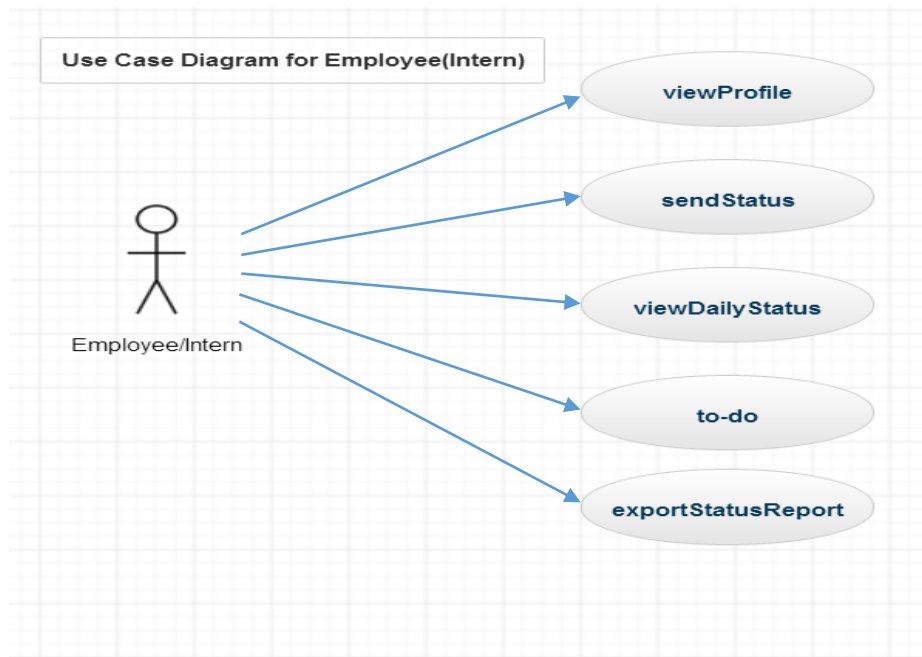 Use Case Diagram for Employee(Intern)
viewProfile
sendStatus
viewDailyStatus
to-do
exportStatusReport
Employee/Intern